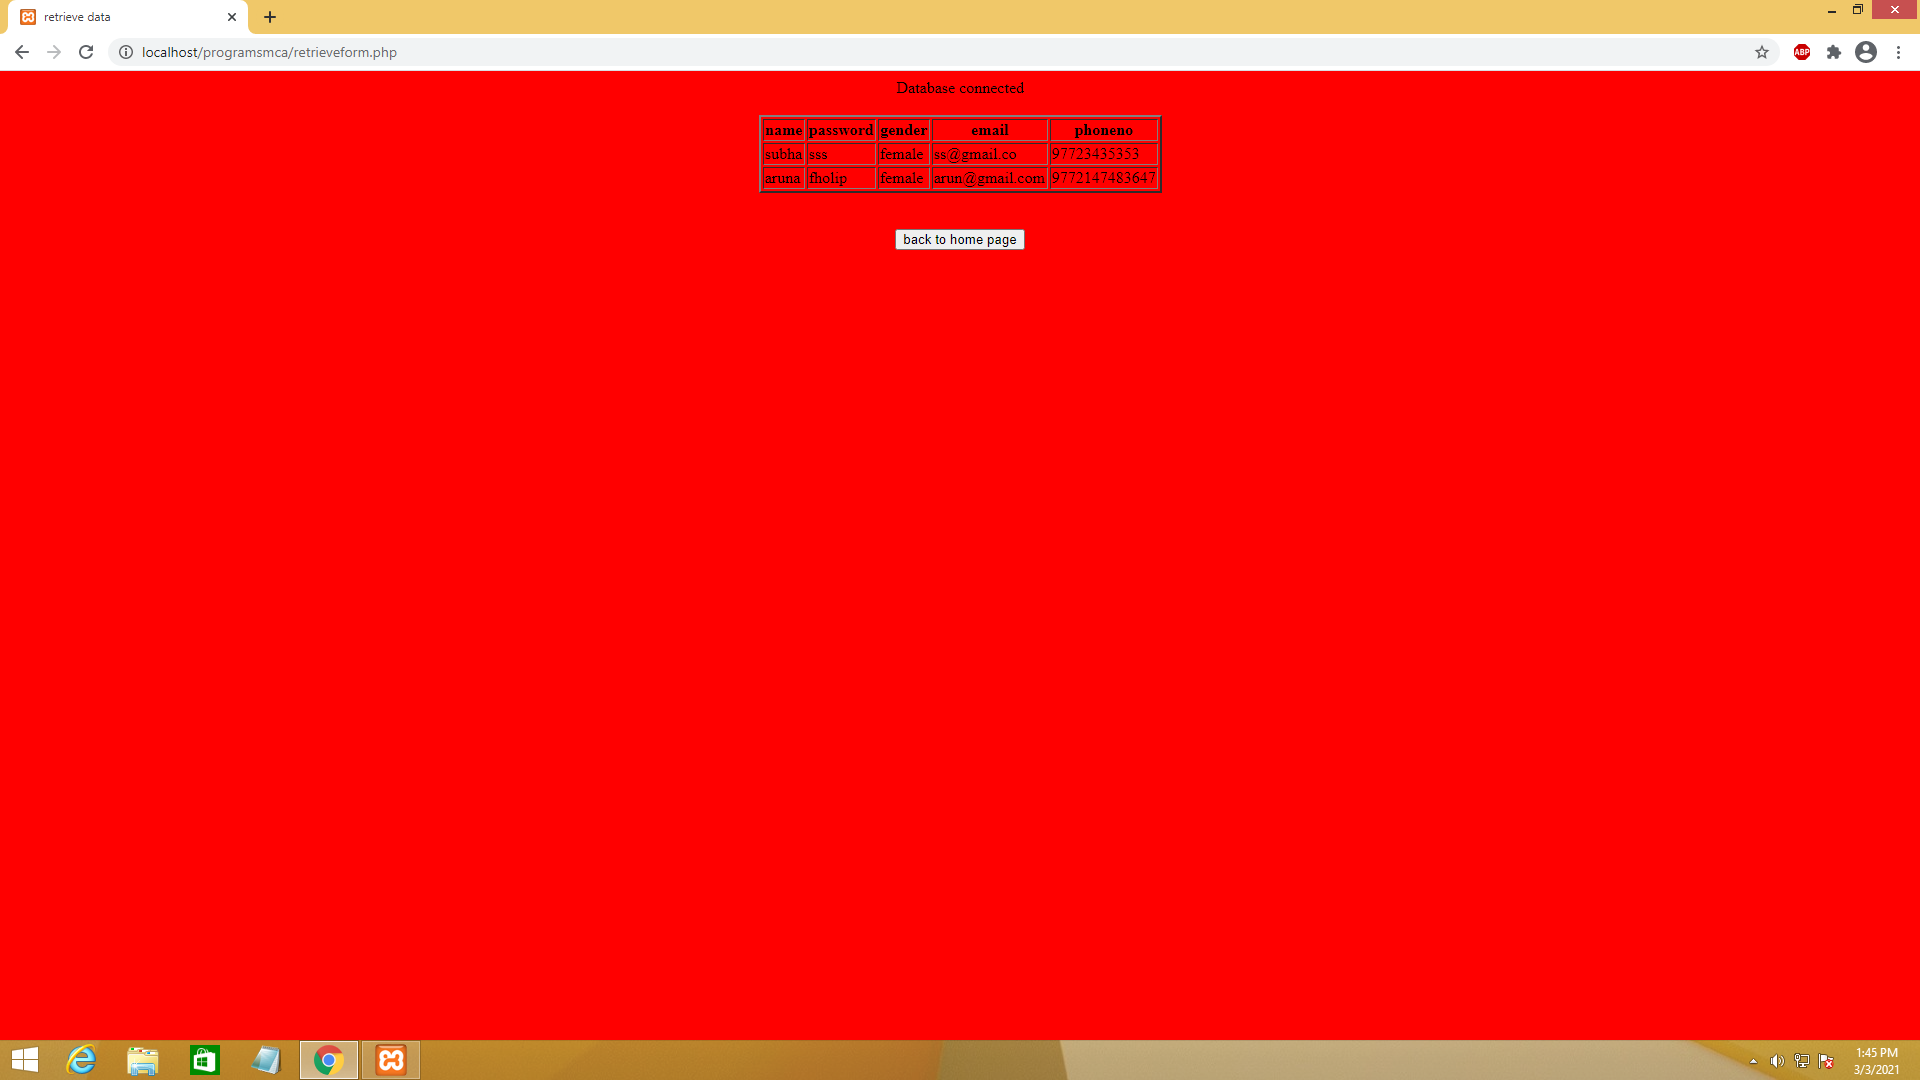 retrieve data
localhost/programsmca/retrieveform.php
ABP
Database connected
name password gender email phoneno
subha sss female ss@gmail.co 97723435353
aruna fholip female arun@gmail.com 9772147483647
back to home page
1:45 PM
3/3/2021